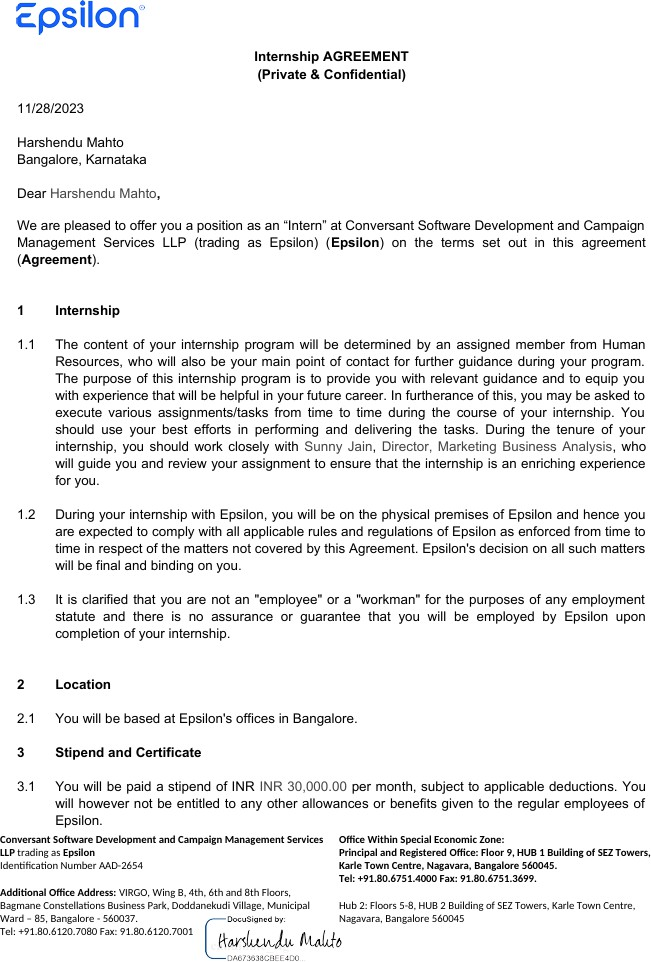 Epsilon
Internship AGREEMENT
(Private & Confidential)
11/28/2023
Harshendu Mahto
Bangalore, Karnataka
Dear Harshendu Mahto,
We are pleased to offer you a position as an “Intern” at Conversant Software Development and Campaign
Management Services LLP (trading as Epsilon) (Epsilon) on the terms set out in this agreement
(Agreement).
1 Internship
1.1 The content of your internship program will be determined by an assigned member from Human
Resources, who will also be your main point of contact for further guidance during your program.
The purpose of this internship program is to provide you with relevant guidance and to equip you
with experience that will be helpful in your future career. In furtherance of this, you may be asked to
execute various assignments/tasks from time to time during the course of your internship. You
should use your best efforts in performing and delivering the tasks. During the tenure of your
internship, you should work closely with Sunny Jain, Director, Marketing Business Analysis, who
will guide you and review your assignment to ensure that the internship is an enriching experience
for you.
1.2 During your internship with Epsilon, you will be on the physical premises of Epsilon and hence you
are expected to comply with all applicable rules and regulations of Epsilon as enforced from time to
time in respect of the matters not covered by this Agreement. Epsilon's decision on all such matters
will be final and binding on you.
1.3 It is clarified that you are not an "employee" or a "workman" for the purposes of any employment
statute and there is no assurance or guarantee that you will be employed by Epsilon upon
completion of your internship.
2 Location
2.1 You will be based at Epsilon's offices in Bangalore.
3 Stipend and Certificate
3.1 You will be paid a stipend of INR INR 30,000.00 per month, subject to applicable deductions. You
will however not be entitled to any other allowances or benefits given to the regular employees of
Epsilon.
Conversant Software Development and Campaign Management Services
LLP trading as Epsilon
Identification Number AAD-2654
Additional Office Address: VIRGO, Wing B, 4th, 6th and 8th Floors,
Bagmane Constellations Business Park, Doddanekudi Village, Municipal
Ward – 85, Bangalore - 560037.
Tel: +91.80.6120.7080 Fax: 91.80.6120.7001
Office Within Special Economic Zone:
Principal and Registered Office: Floor 9, HUB 1 Building of SEZ Towers,
Karle Town Centre, Nagavara, Bangalore 560045.
Tel: +91.80.6751.4000 Fax: 91.80.6751.3699.
Hub 2: Floors 5-8, HUB 2 Building of SEZ Towers, Karle Town Centre,
Nagavara, Bangalore 560045
DocuSigned by:
Harshendu Mahto
DA673638CBEE4D0...